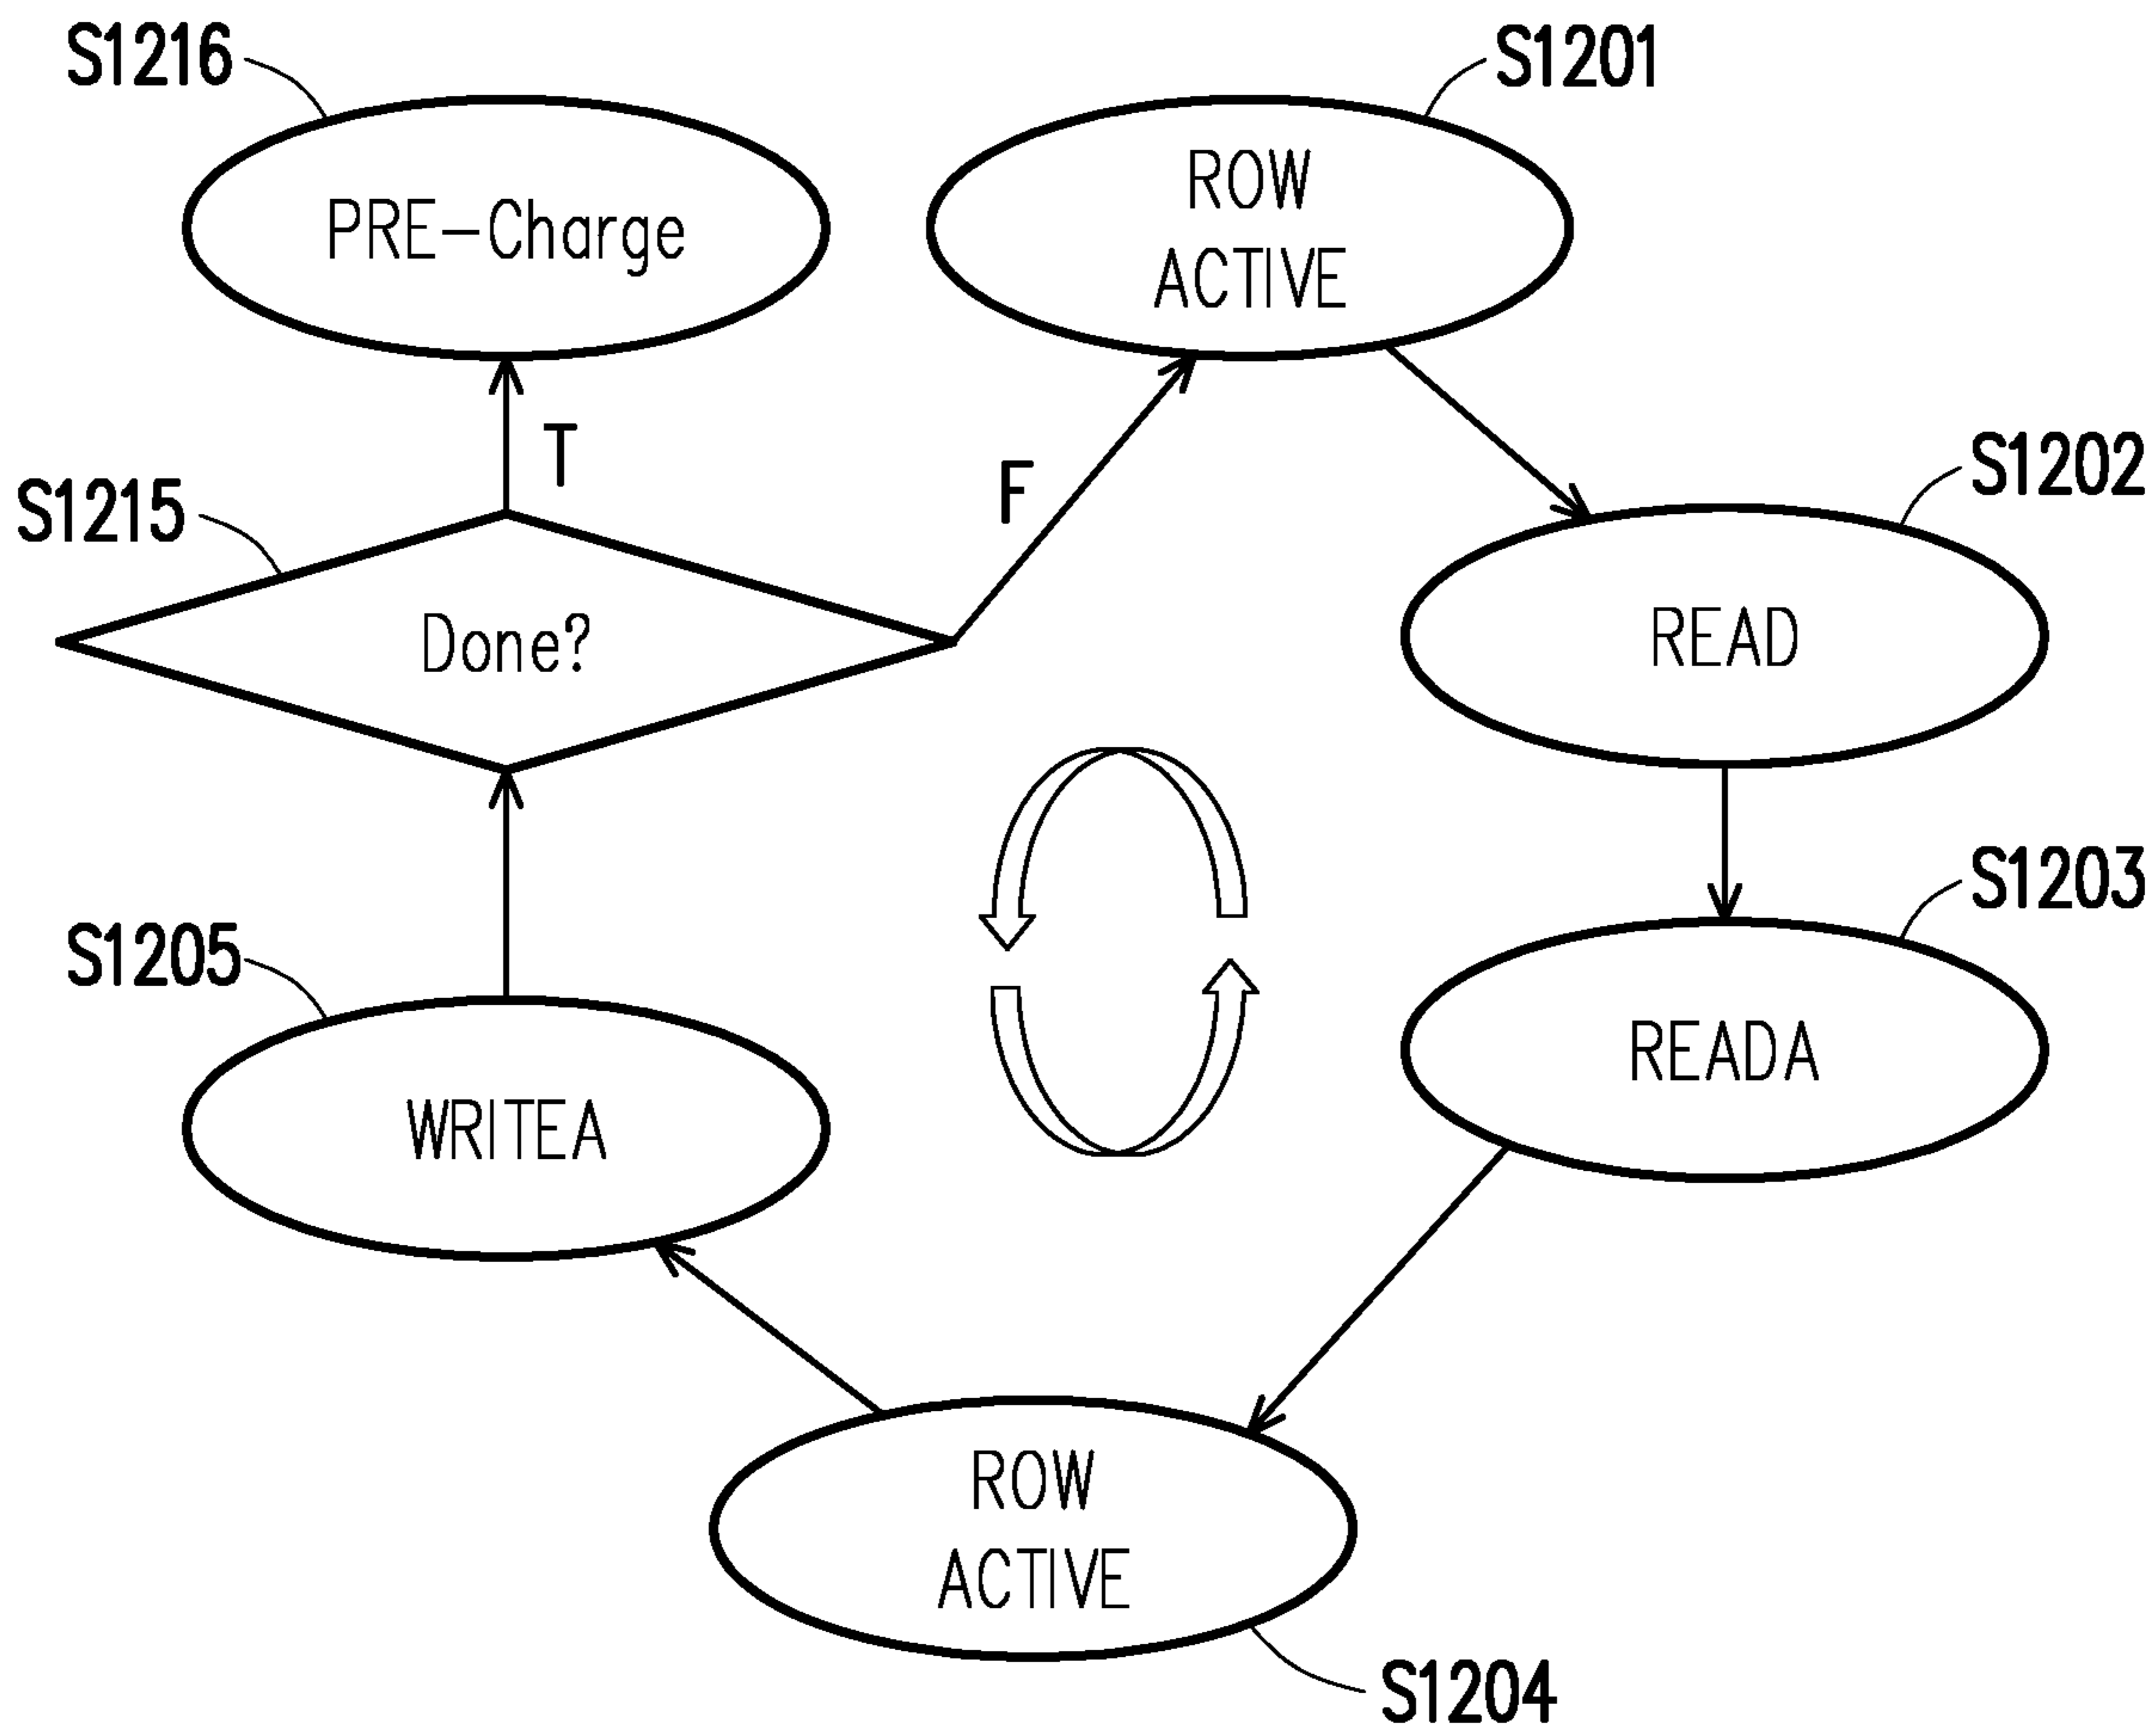 S1216
PRE-Charge
S1201
ROW
ACTIVE
T
F
S1215
Done?
S1202
READ
S1203
READA
S1205
WRITEA
ROW
ACTIVE
S1204